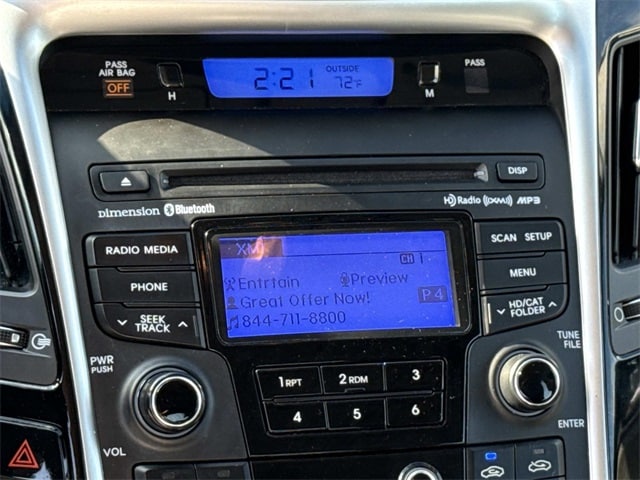 PASS AIR BAG OFF
H
2:21 OUTSIDE 72°F
M
PASS
DISP
DIMENSION Bluetooth
HD Radio ((XM)) MP3
RADIO MEDIA
XM
CH 1
SCAN SETUP
PHONE
Entrtain Preview
MENU
Great Offer Now! P4
SEEK TRACK
844-711-8800
HD/CAT FOLDER
PWR PUSH
TUNE FILE
1 RPT 2 RDM 3
4 5 6
VOL
ENTER